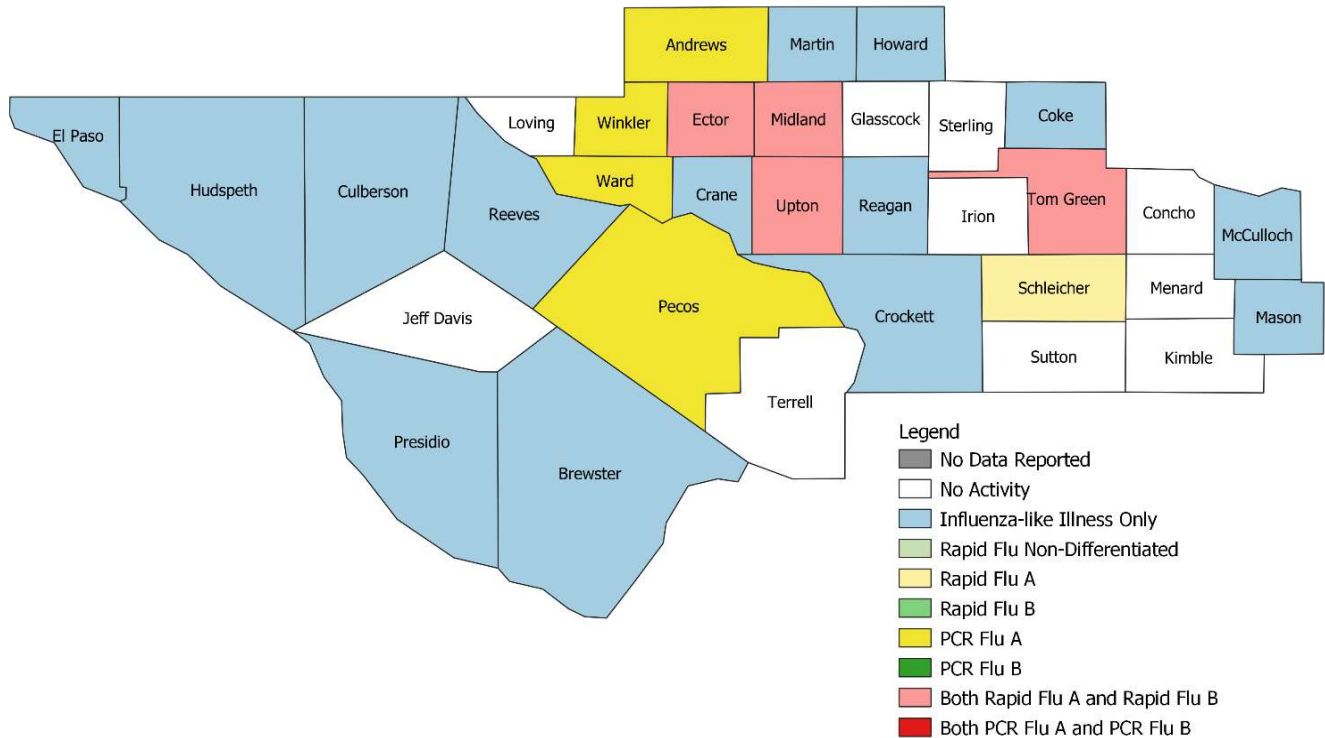 Andrews
Martin
Howard
El Paso
Hudspeth
Culberson
Reeves
Loving
Winkler
Ector
Midland
Glasscock
Sterling
Coke
Ward
Crane
Upton
Reagan
Irion
Tom Green
Concho
McCulloch
Jeff Davis
Pecos
Crockett
Schleicher
Menard
Mason
Sutton
Kimble
Terrell
Presidio
Brewster
Legend
No Data Reported
No Activity
Influenza-like Illness Only
Rapid Flu Non-Differentiated
Rapid Flu A
Rapid Flu B
PCR Flu A
PCR Flu B
Both Rapid Flu A and Rapid Flu B
Both PCR Flu A and PCR Flu B